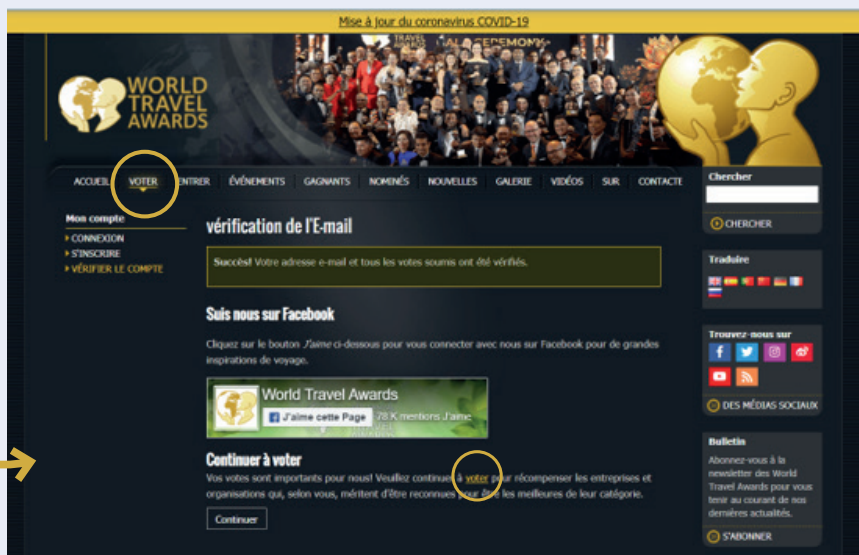 Mise à jour du coronavirus COVID-19
WORLD
TRAVEL
AWARDS
ACCUEIL VOTER ENTRER ÉVÉNEMENTS GAGNANTS NOMINÉS NOUVELLES GALERIE VIDÉOS SUR CONTACTE
Mon compte
CONNEXION
S'INSCRIRE
VÉRIFIER LE COMPTE
vérification de l'E-mail
Succès! Votre adresse e-mail et tous les votes soumis ont été vérifiés.
Suis nous sur Facebook
Cliquez sur le bouton J'aime ci-dessous pour vous connecter avec nous sur Facebook pour de grandes
inspirations de voyage.
World Travel Awards
J'aime cette Page 78 K mentions J'aime
Continuer à voter
Vos votes sont importants pour nous! Veuillez continuer à voter pour récompenser les entreprises et
organisations qui, selon vous, méritent d'être reconnues pour être les meilleures de leur catégorie.
Continuer
Chercher
CHERCHER
Traduire
Trouvez-nous sur
DES MÉDIAS SOCIAUX
Bulletin
Abonnez-vous à la
newsletter des World
Travel Awards pour vous
tenir au courant de nos
dernières actualités.
S'ABONNER